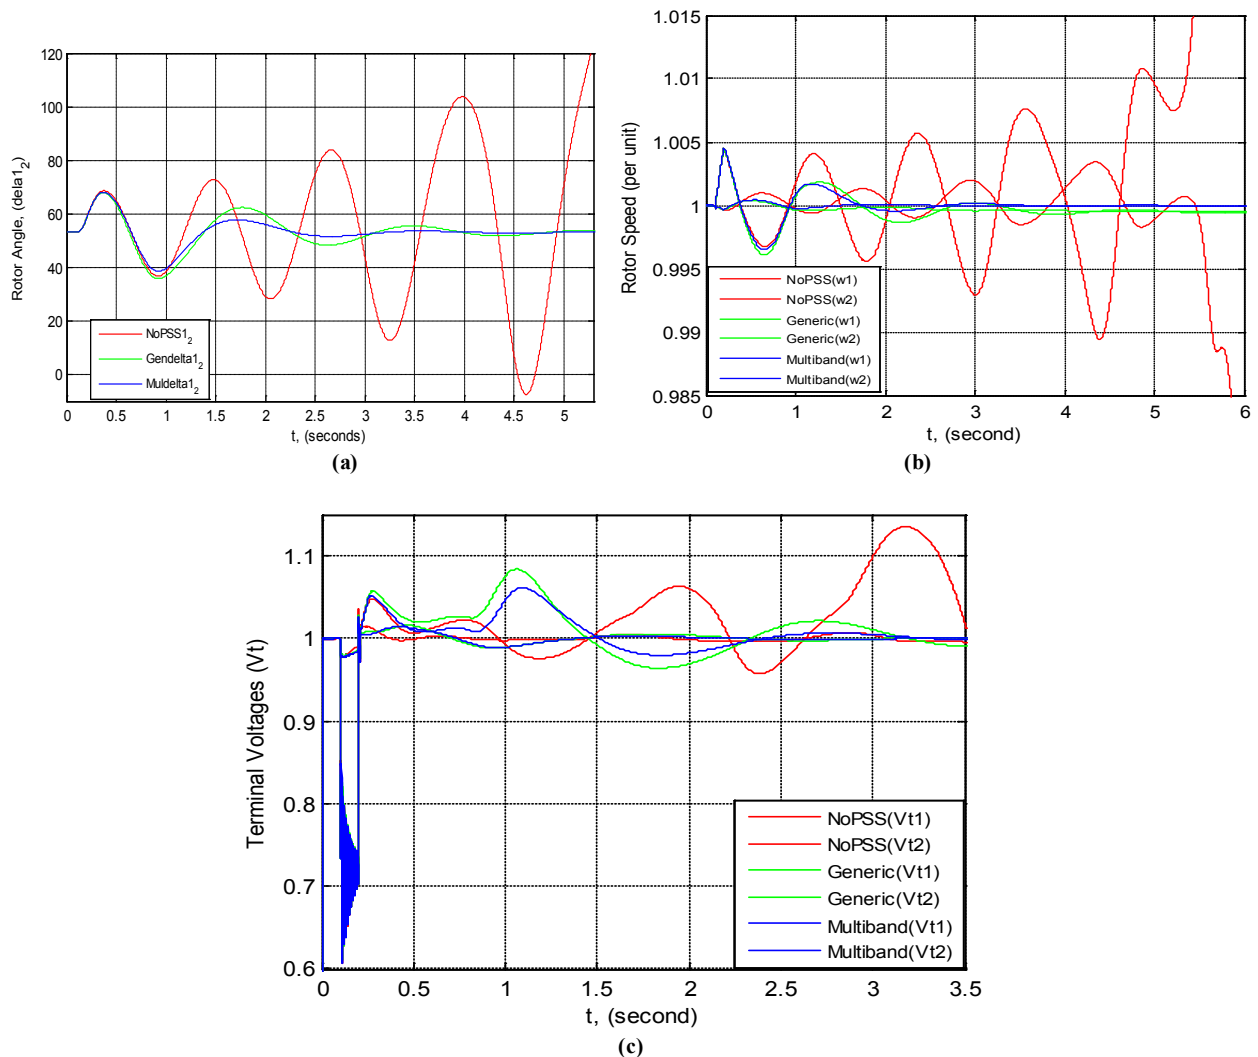 120
100
80
60
40
20
0
Rotor Angle, (dela1_2)
NoPSS1_2
Gendelta1_2
Muldelta1_2
0 0.5 1 1.5 2 2.5 3 3.5 4 4.5 5
t, (seconds)
(a)
1.015
1.01
1.005
1
0.995
0.99
0.985
Rotor Speed (per unit)
NoPSS(w1)
NoPSS(w2)
Generic(w1)
Generic(w2)
Multiband(w1)
Multiband(w2)
0 1 2 3 4 5 6
t, (second)
(b)
1.1
1
0.9
0.8
0.7
0.6
Terminal Voltages (Vt)
NoPSS(Vt1)
NoPSS(Vt2)
Generic(Vt1)
Generic(Vt2)
Multiband(Vt1)
Multiband(Vt2)
0 0.5 1 1.5 2 2.5 3 3.5
t, (second)
(c)